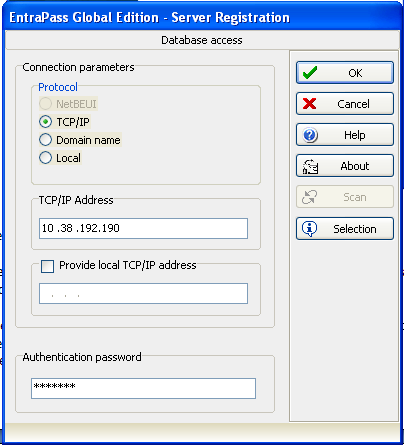 EntraPass Global Edition - Server Registration
Database access
Connection parameters
Protocol
NetBEUI
TCP/IP
Domain name
Local
TCP/IP Address
10 .38 .192.190
Provide local TCP/IP address
. . .
Authentication password
*******
OK
Cancel
Help
About
Scan
Selection